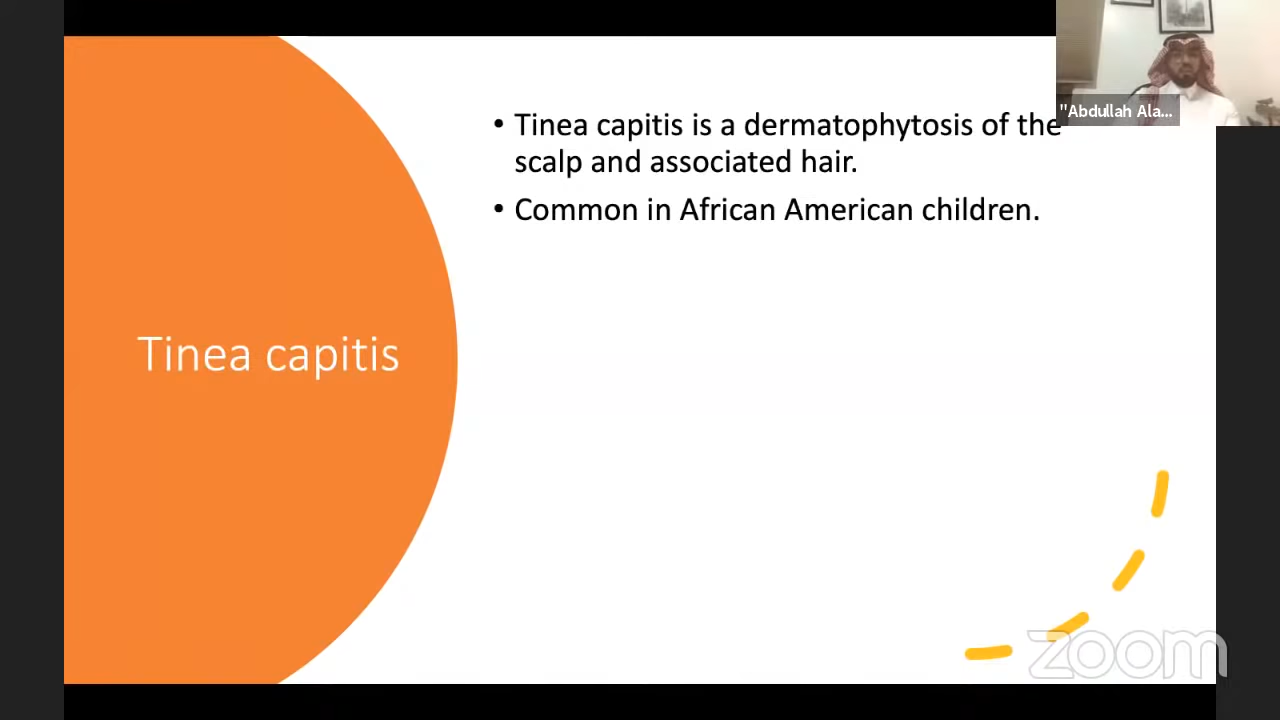 "Abdullah Ala...
• Tinea capitis is a dermatophytosis of the
scalp and associated hair.
• Common in African American children.
Tinea capitis
zoom